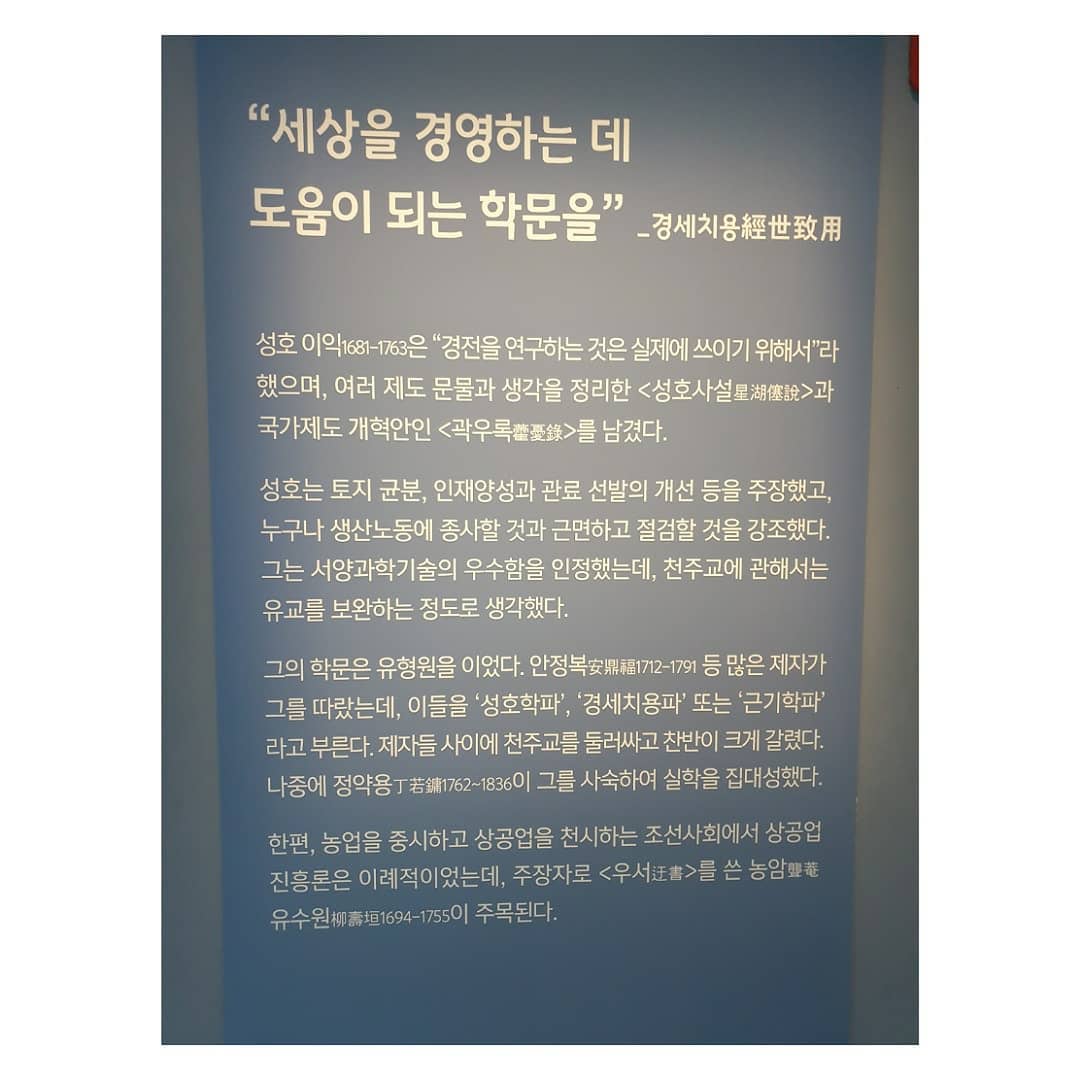 “세상을 경영하는 데
도움이 되는 학문을” _경세치용經世致用
성호 이익1681-1763은 “경전을 연구하는 것은 실제에 쓰이기 위해서”라
했으며, 여러 제도 문물과 생각을 정리한 <성호사설星湖僿說>과
국가제도 개혁안인 <곽우록藿憂錄>를 남겼다.
성호는 토지 균분, 인재양성과 관료 선발의 개선 등을 주장했고,
누구나 생산노동에 종사할 것과 근면하고 절검할 것을 강조했다.
그는 서양과학기술의 우수함을 인정했는데, 천주교에 관해서는
유교를 보완하는 정도로 생각했다.
그의 학문은 유형원을 이었다. 안정복安鼎福1712-1791 등 많은 제자가
그를 따랐는데, 이들을 ‘성호학파’, ‘경세치용파’ 또는 ‘근기학파’
라고 부른다. 제자들 사이에 천주교를 둘러싸고 찬반이 크게 갈렸다.
나중에 정약용丁若鏞1762~1836이 그를 사숙하여 실학을 집대성했다.
한편, 농업을 중시하고 상공업을 천시하는 조선사회에서 상공업
진흥론은 이례적이었는데, 주장자로 <우서迂書>를 쓴 농암聾菴
유수원柳壽垣1694-1755이 주목된다.